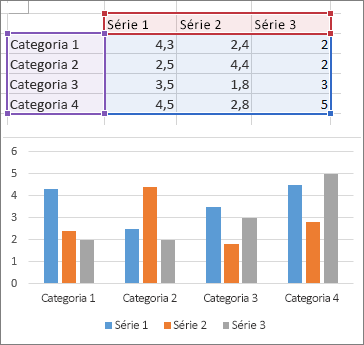 Série 1 Série 2 Série 3
Categoria 1 4,3 2,4 2
Categoria 2 2,5 4,4 2
Categoria 3 3,5 1,8 3
Categoria 4 4,5 2,8 5
6
5
4
3
2
1
0
Categoria 1 Categoria 2 Categoria 3 Categoria 4
Série 1 Série 2 Série 3